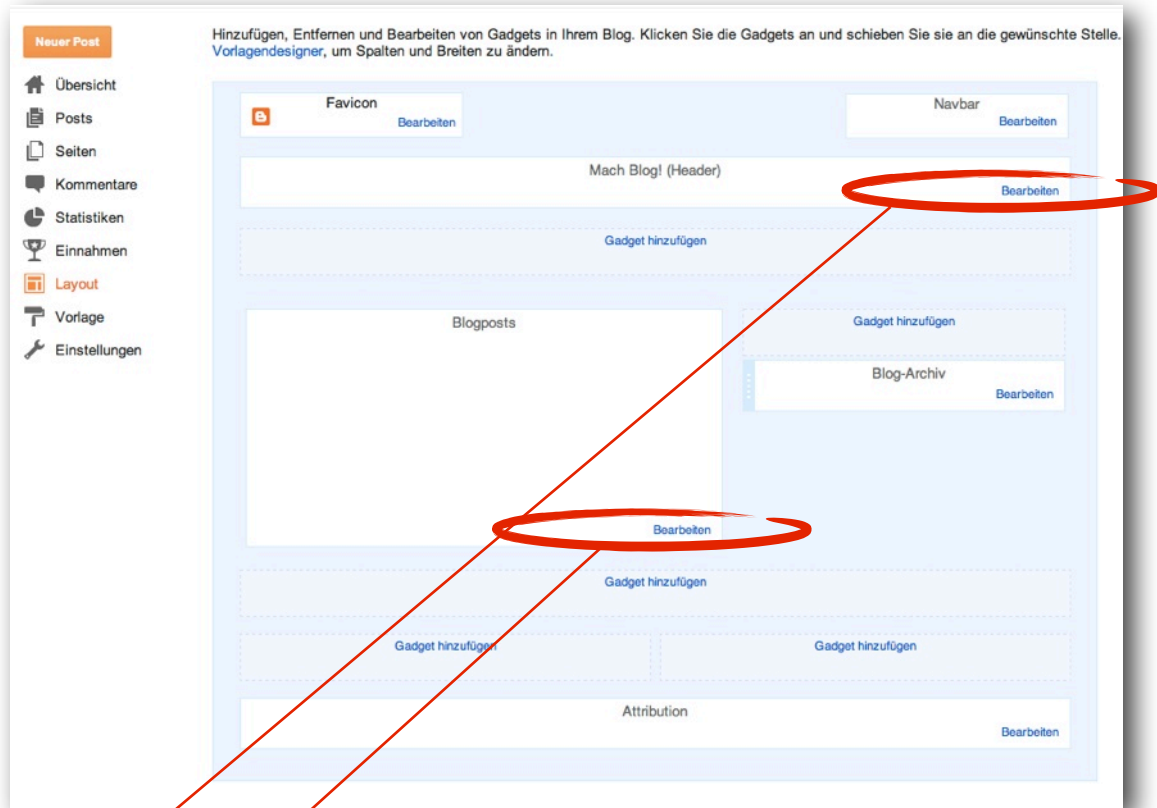 Neuer Post
Hinzufügen, Entfernen und Bearbeiten von Gadgets in Ihrem Blog. Klicken Sie die Gadgets an und schieben Sie sie an die gewünschte Stelle.
Vorlagendesigner, um Spalten und Breiten zu ändern.
Übersicht
Posts
Seiten
Kommentare
Statistiken
Einnahmen
Layout
Vorlage
Einstellungen
Favicon
Bearbeiten
Navbar
Bearbeiten
Mach Blog! (Header)
Bearbeiten
Gadget hinzufügen
Blogposts
Bearbeiten
Gadget hinzufügen
Blog-Archiv
Bearbeiten
Gadget hinzufügen
Gadget hinzufügen
Gadget hinzufügen
Attribution
Bearbeiten